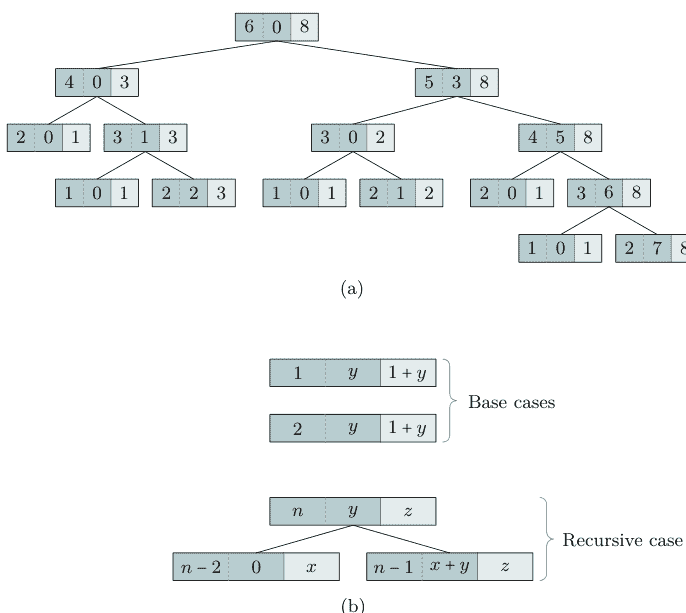 6 0 8
4 0 3 5 3 8
2 0 1 3 1 3 3 0 2 4 5 8
1 0 1 2 2 3 1 0 1 2 1 2 2 0 1 3 6 8
1 0 1 2 7 8
(a)
1 y 1 + y
Base cases
2 y 1 + y
n y z
Recursive case
n − 2 0 x n − 1 x + y z
(b)